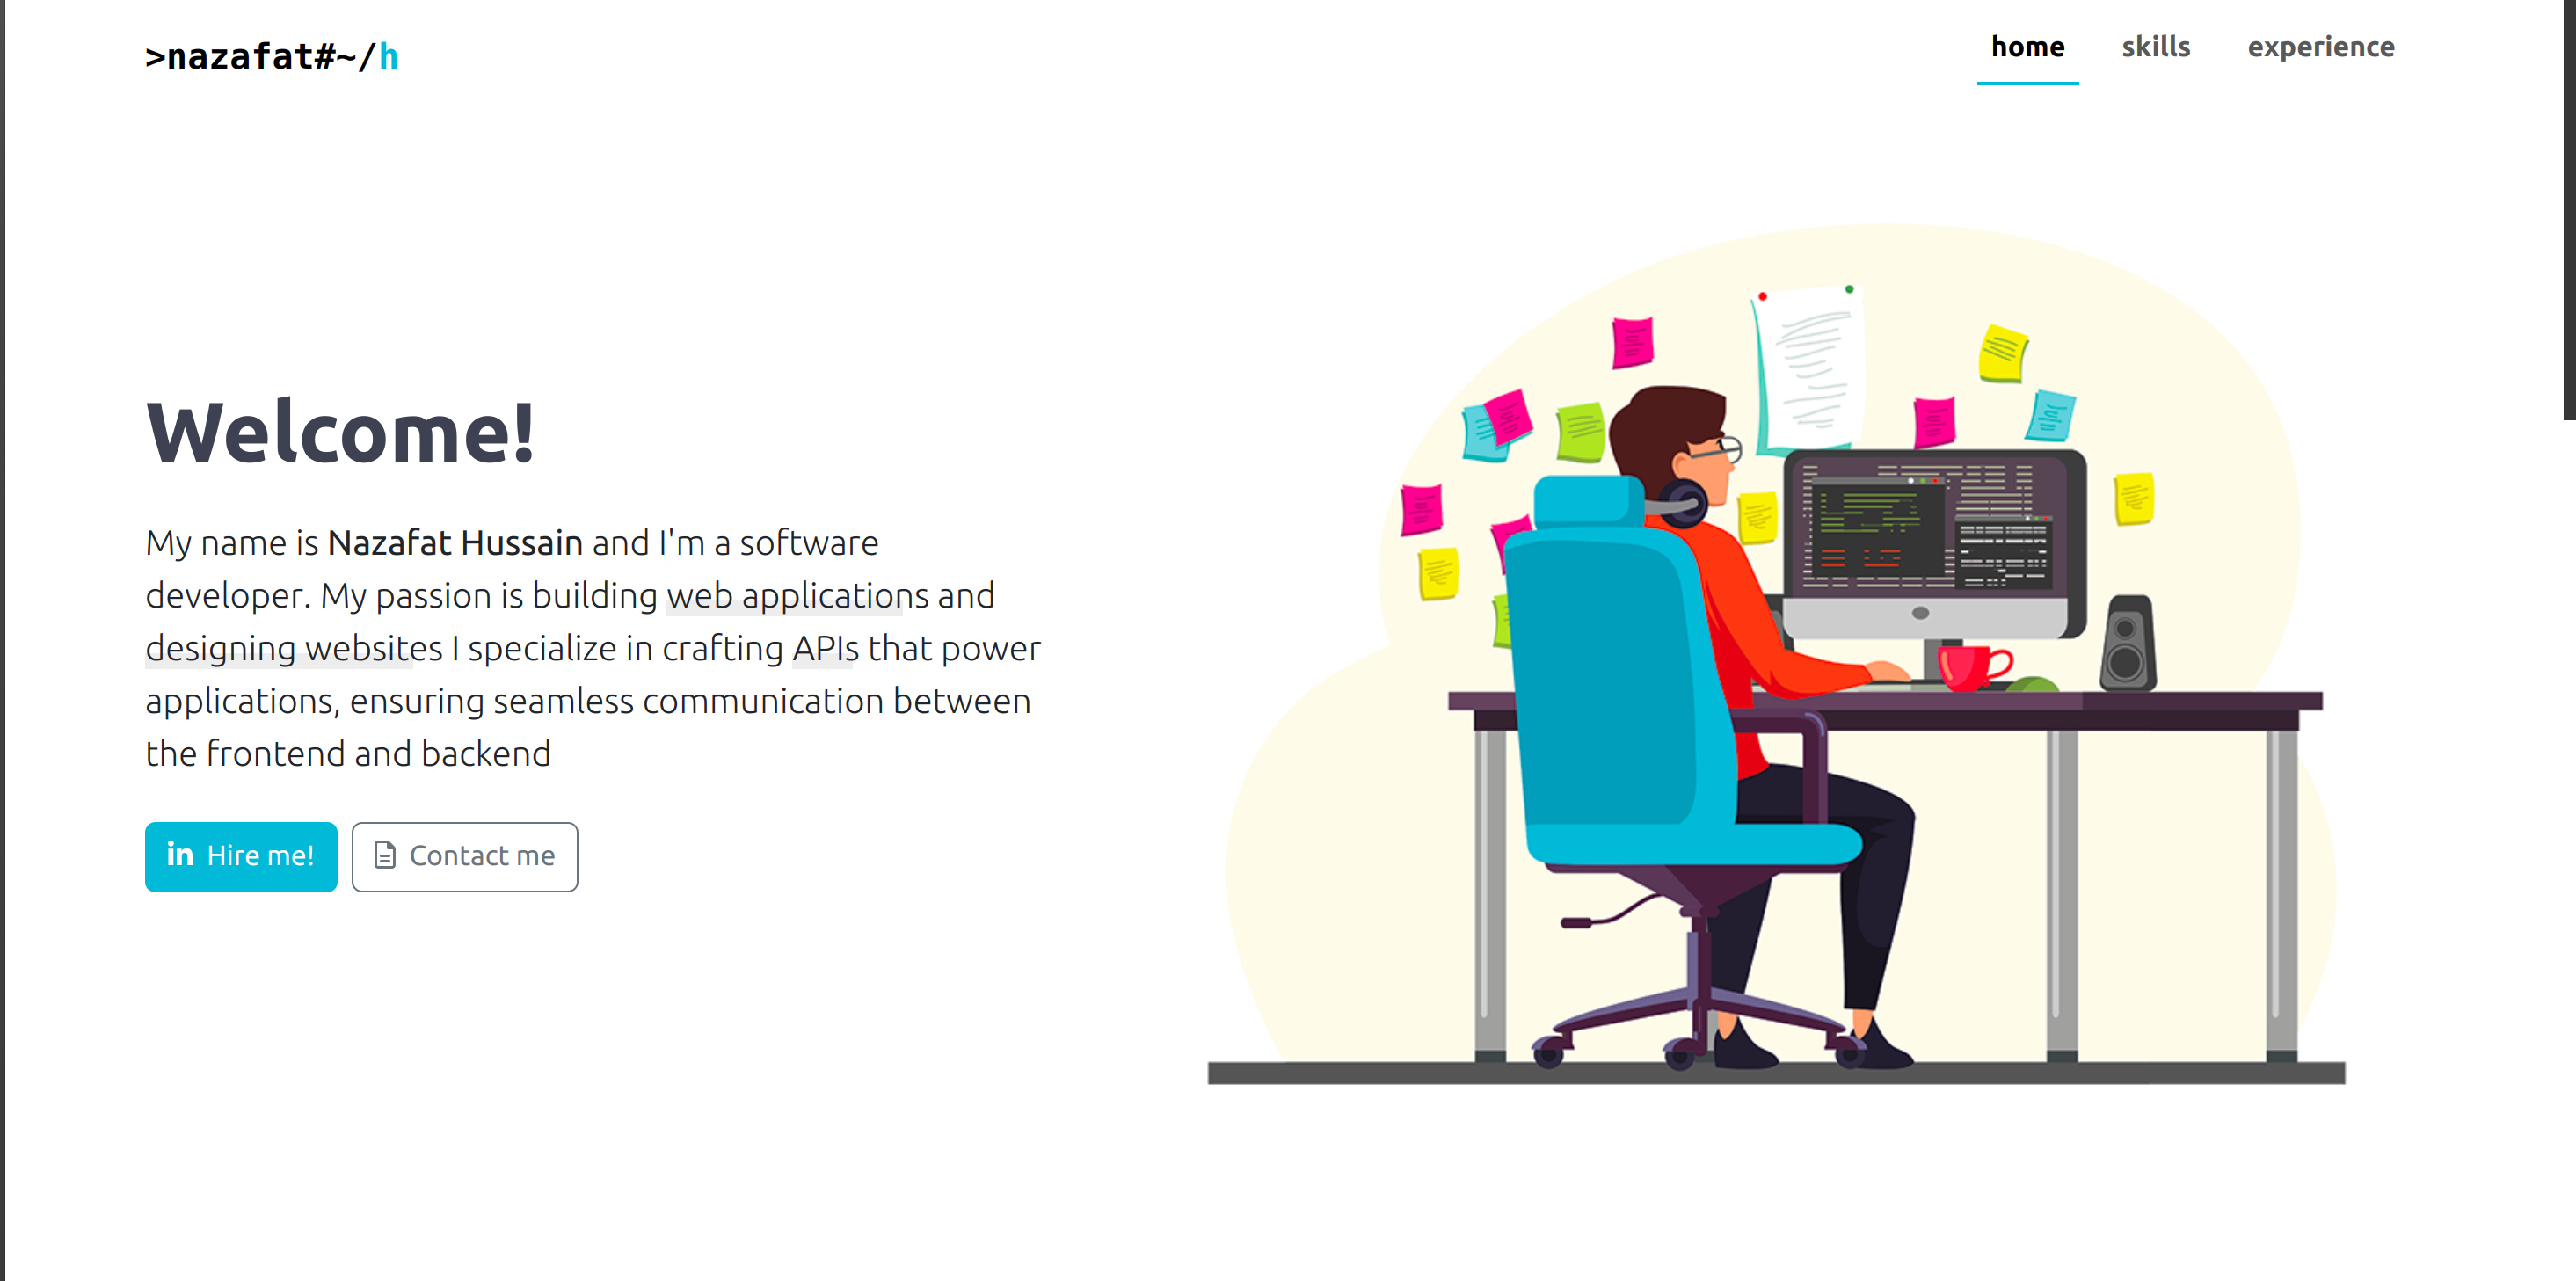 >nazafat#~/h
home skills experience
Welcome!
My name is Nazafat Hussain and I'm a software
developer. My passion is building web applications and
designing websites I specialize in crafting APIs that power
applications, ensuring seamless communication between
the frontend and backend
in Hire me! Contact me